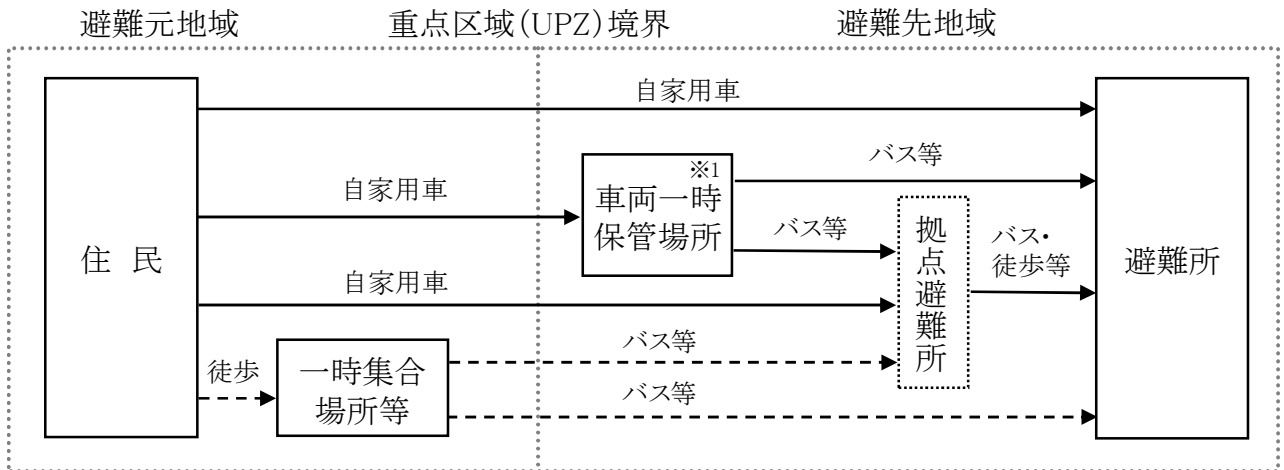 避難元地域
重点区域(UPZ)境界
避難先地域
自家用車
バス等
※1
車両一時
保管場所
自家用車
バス等
拠点避難所
バス・
徒歩等
住 民
避難所
自家用車
バス等
徒歩
一時集合
場所等
バス等